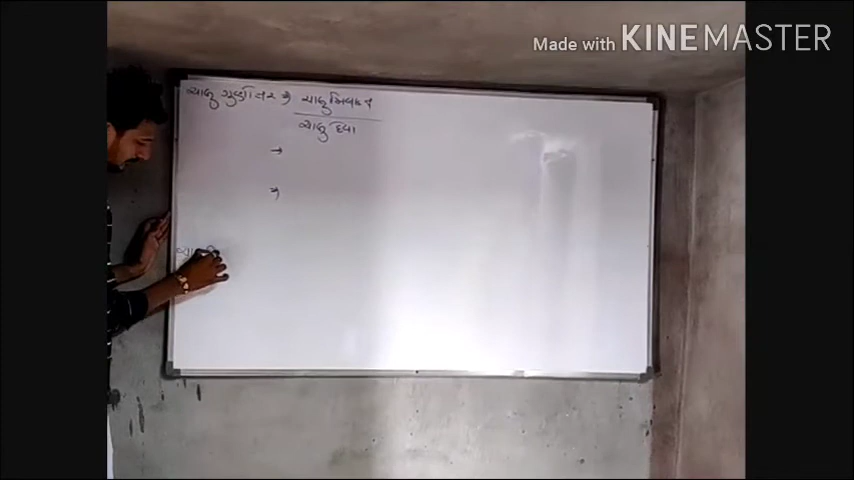 Made with KINEMASTER
ચાલુ ગુણોત્તર = ચાલુ મિલકત
ચાલુ દેવા
→
=